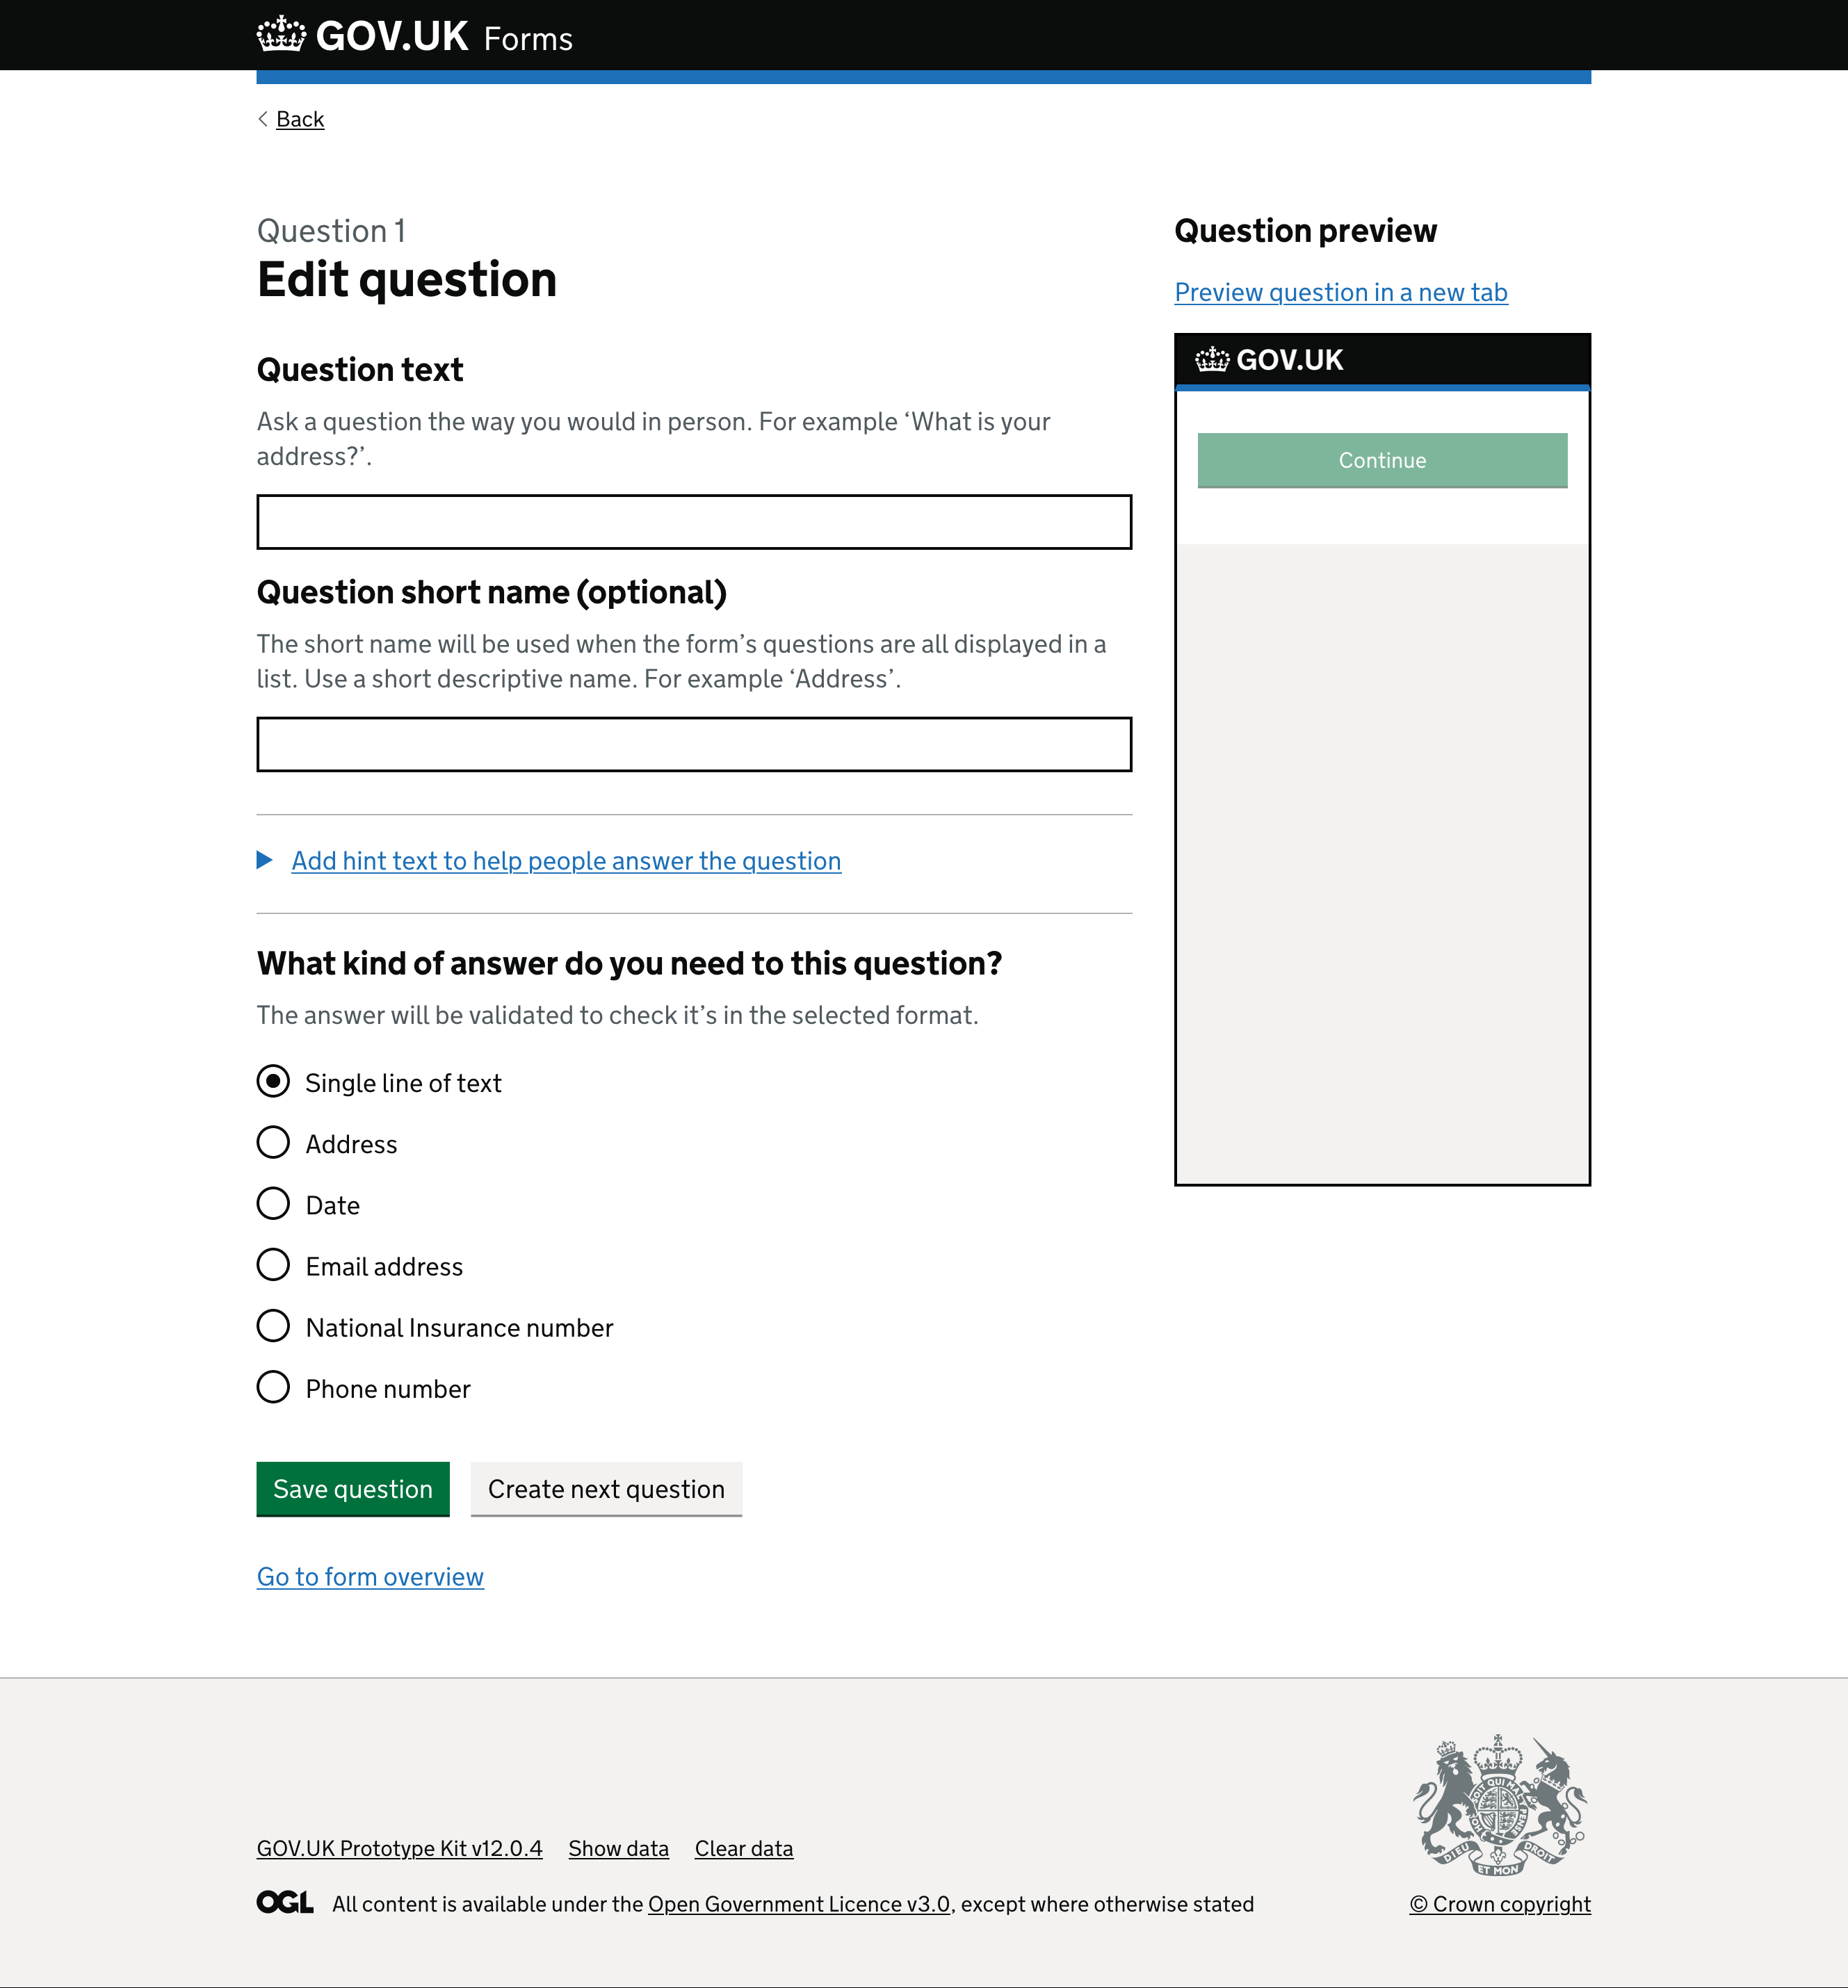 GOV.UK Forms
Back
Question 1
Edit question
Question text
Ask a question the way you would in person. For example ‘What is your
address?’.
Question short name (optional)
The short name will be used when the form’s questions are all displayed in a
list. Use a short descriptive name. For example ‘Address’.
Add hint text to help people answer the question
What kind of answer do you need to this question?
The answer will be validated to check it’s in the selected format.
Single line of text
Address
Date
Email address
National Insurance number
Phone number
Save question
Create next question
Go to form overview
Question preview
Preview question in a new tab
GOV.UK
Continue
GOV.UK Prototype Kit v12.0.4 Show data Clear data
OGL All content is available under the Open Government Licence v3.0, except where otherwise stated
DIEU ET MON DROIT
© Crown copyright